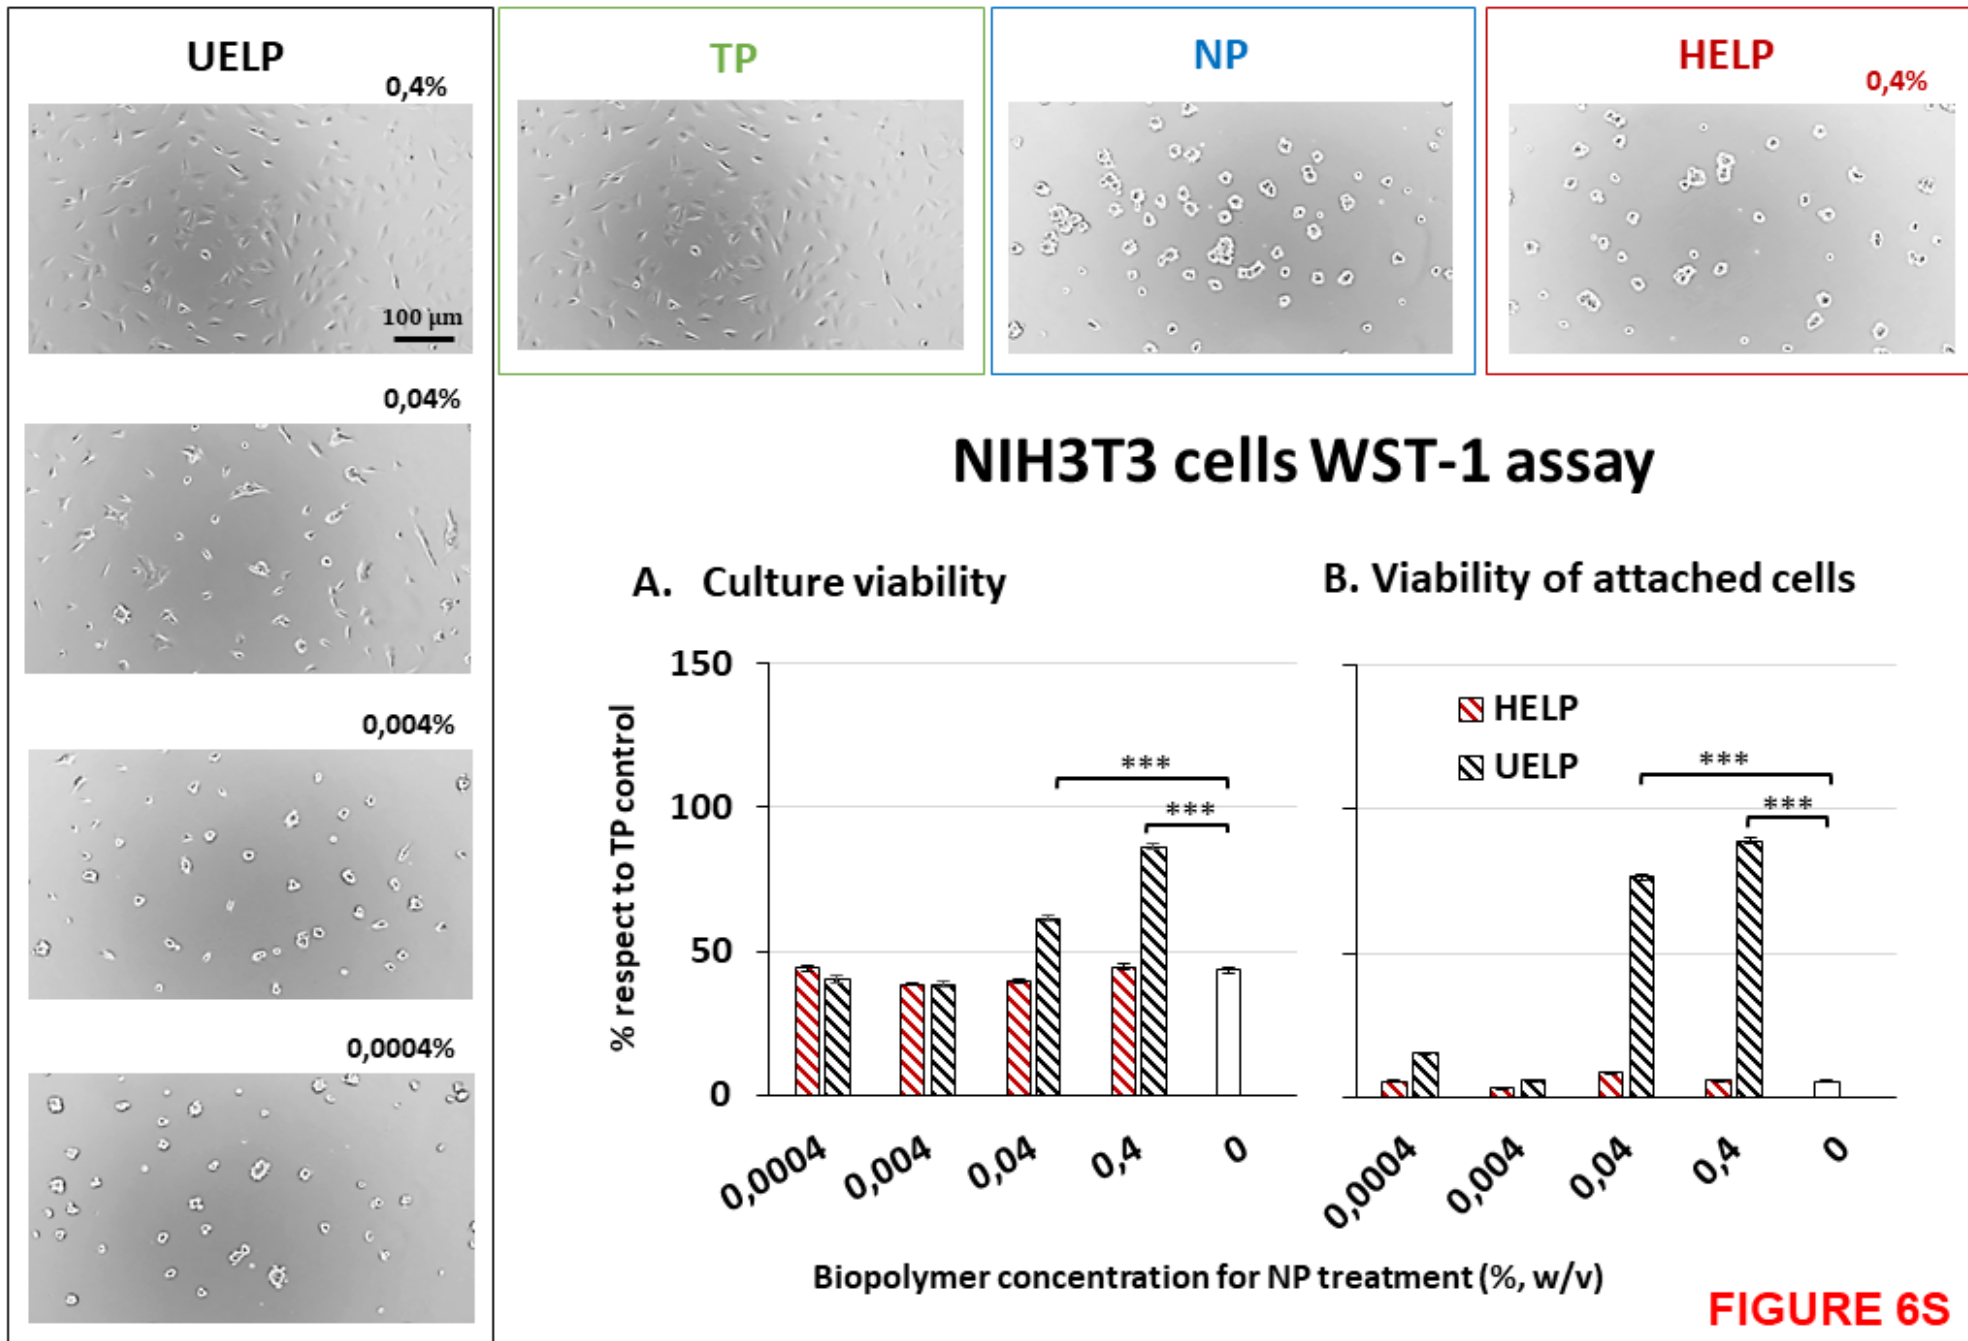 UELP
0,4%
100 µm
0,04%
0,004%
0,0004%
TP
NP
HELP
0,4%
NIH3T3 cells WST-1 assay
A. Culture viability
% respect to TP control
150
100
50
0
***
***
0,0004
0,004
0,04
0,4
0
B. Viability of attached cells
HELP
UELP
***
***
0,0004
0,004
0,04
0,4
0
Biopolymer concentration for NP treatment (%, w/v)
FIGURE 6S